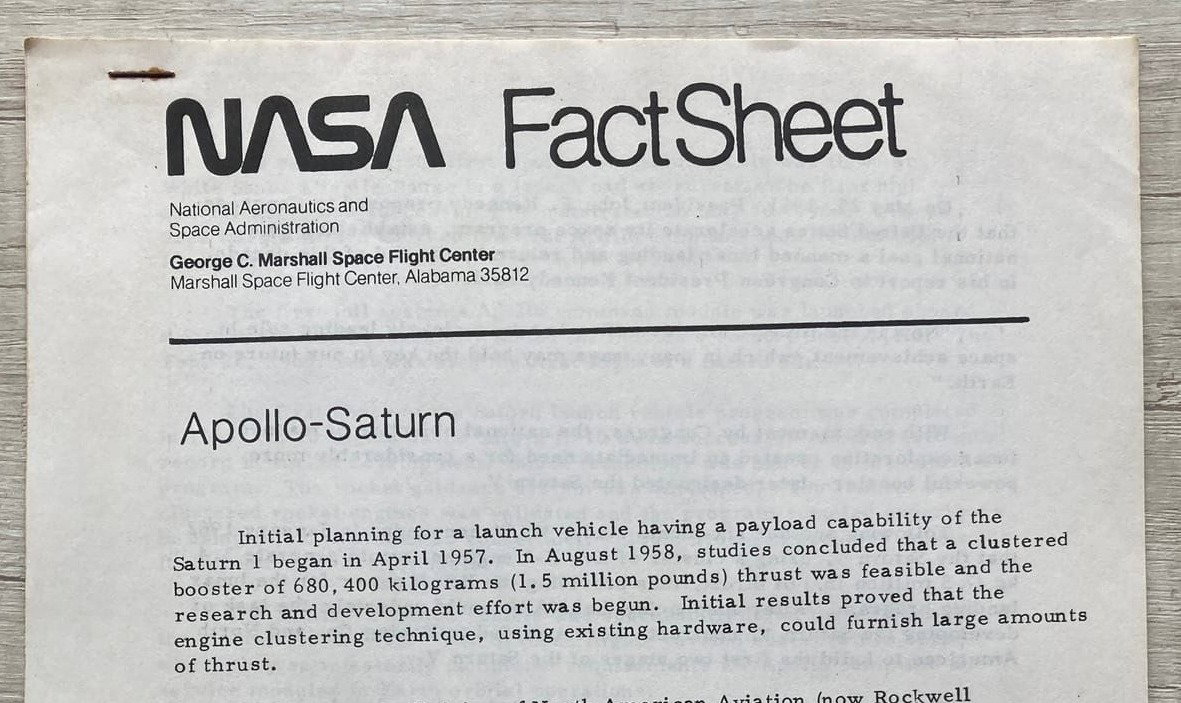 NASA FactSheet
National Aeronautics and
Space Administration
George C. Marshall Space Flight Center
Marshall Space Flight Center, Alabama 35812
Apollo-Saturn
Initial planning for a launch vehicle having a payload capability of the
Saturn 1 began in April 1957. In August 1958, studies concluded that a clustered
booster of 680,400 kilograms (1.5 million pounds) thrust was feasible and the
research and development effort was begun. Initial results proved that the
engine clustering technique, using existing hardware, could furnish large amounts
of thrust.
American Aviation (now Rockwell